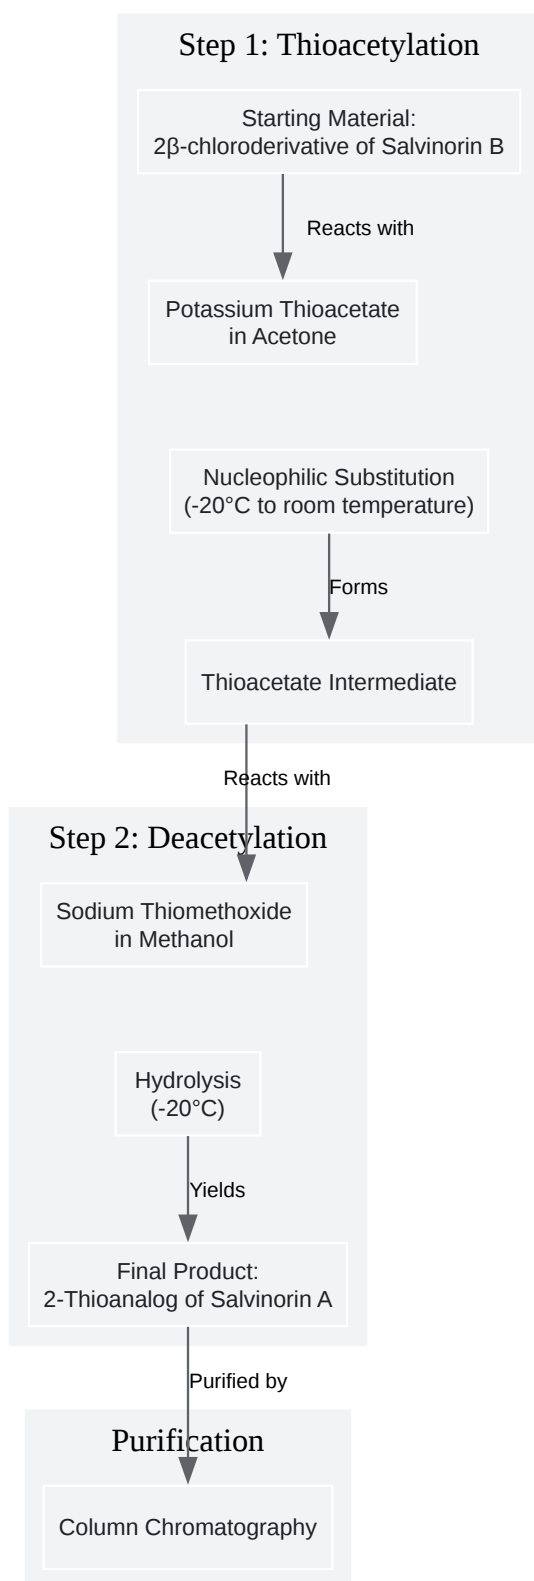 Step 1: Thioacetylation
Starting Material:
2β-chloroderivative of Salvinorin B
Reacts with
Potassium Thioacetate
in Acetone
Nucleophilic Substitution
(-20°C to room temperature)
Forms
Thioacetate Intermediate
Reacts with
Step 2: Deacetylation
Sodium Thiomethoxide
in Methanol
Hydrolysis
(-20°C)
Yields
Final Product:
2-Thioanalog of Salvinorin A
Purified by
Purification
Column Chromatography